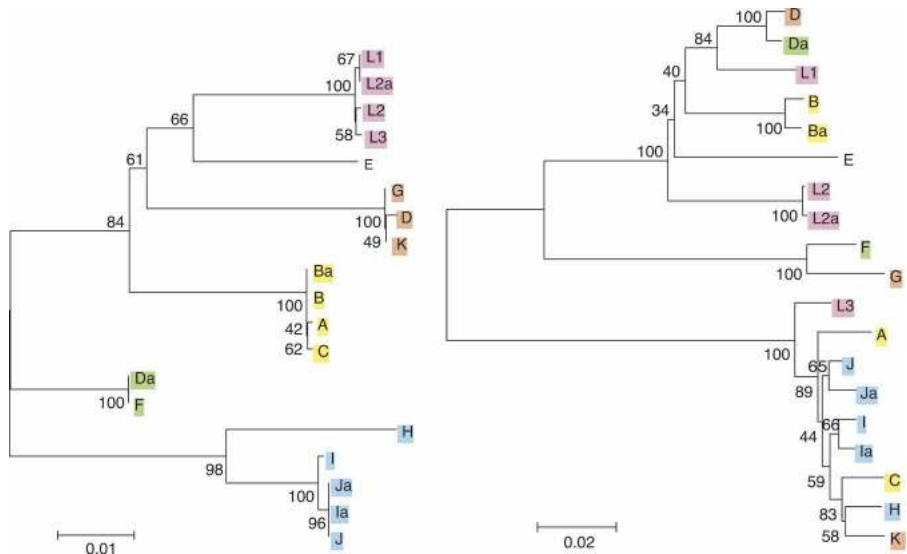 67
L1
100
L2a
L2
58
L3
66
E
61
G
100
D
49
K
84
Ba
100
B
42
A
62
C
Da
100
F
H
98
I
100
Ja
Ia
96
J
0.01
100
D
84
Da
40
L1
34
B
100
Ba
100
E
L2
100
L2a
F
100
G
L3
100
A
65
J
89
Ja
66
I
44
Ia
59
C
83
H
58
K
0.02